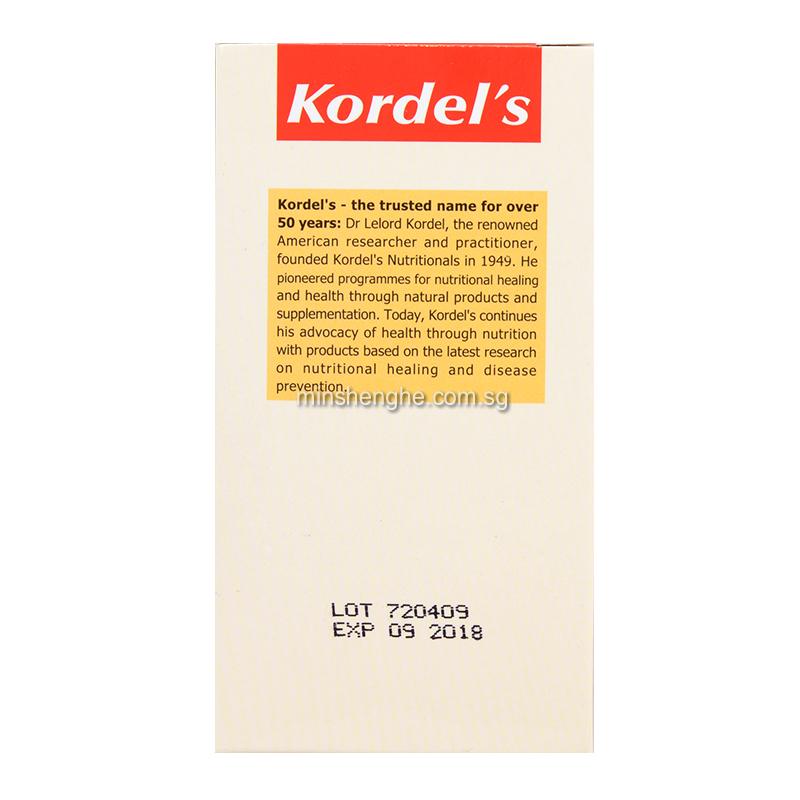 Kordel's
Kordel's - the trusted name for over
50 years: Dr Lelord Kordel, the renowned
American researcher and practitioner,
founded Kordel's Nutritionals in 1949. He
pioneered programmes for nutritional healing
and health through natural products and
supplementation. Today, Kordel's continues
his advocacy of health through nutrition
with products based on the latest research
on nutritional healing and disease
prevention.
minshenghe.com.sg
LOT 720409
EXP 09 2018